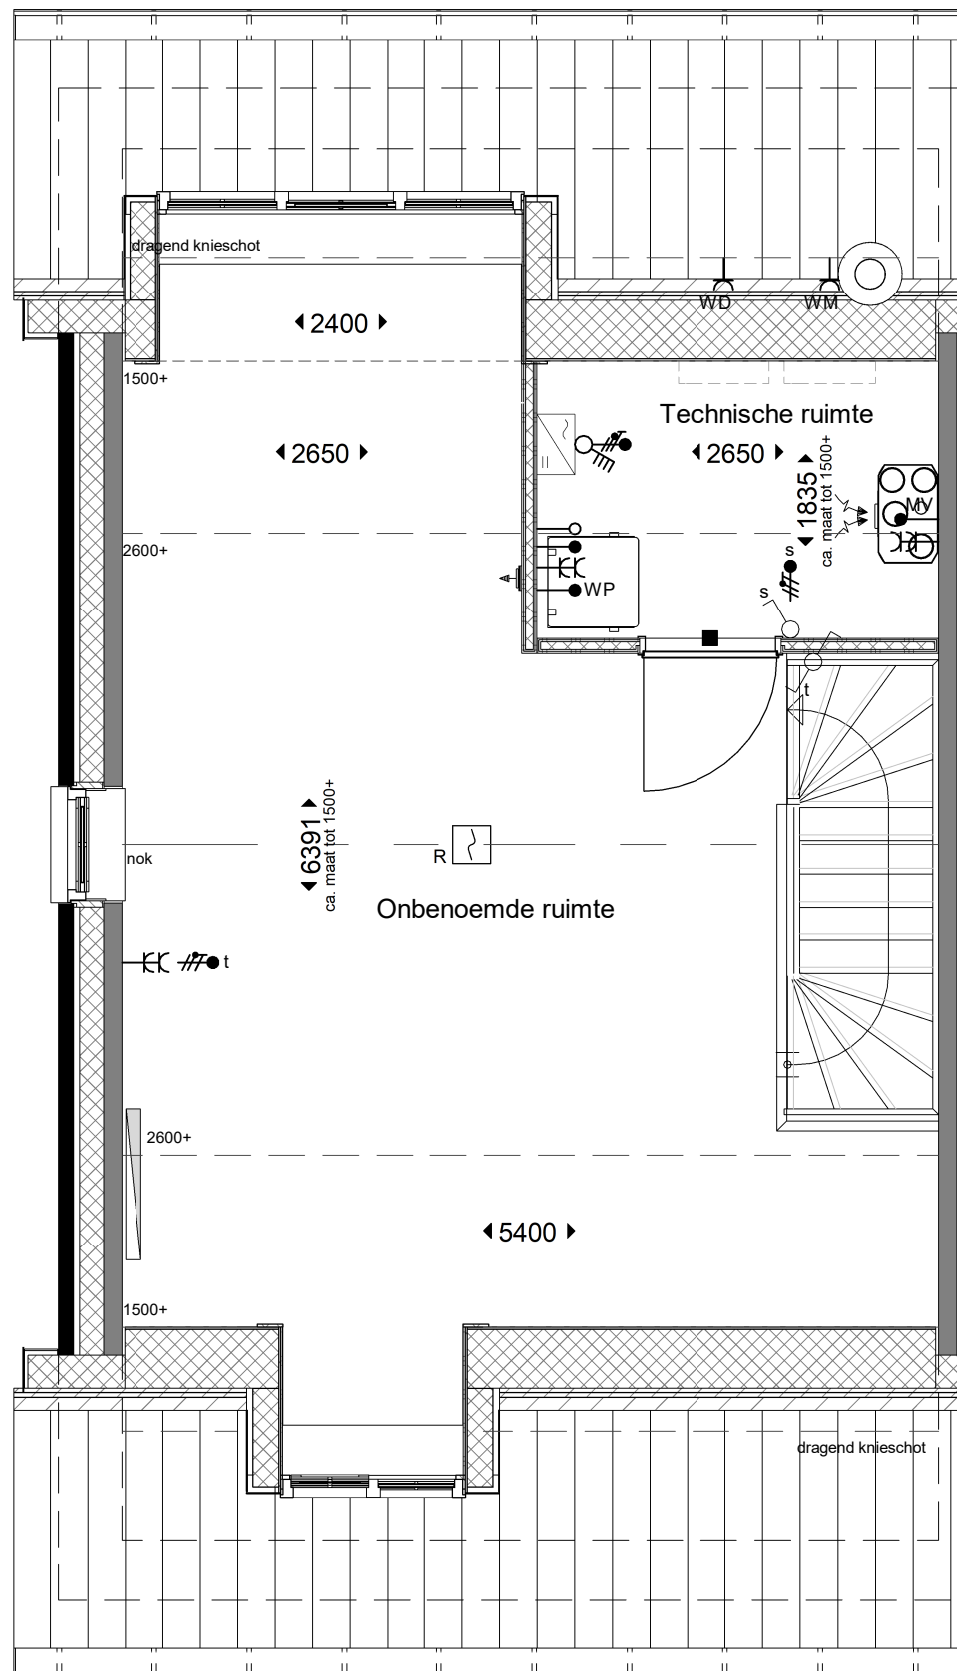 dragend knieschot
WD
WM
2400
1500+
Technische ruimte
2650
2650
1835
ca. maat tot 1500+
MV
2600+
s
WP
s
t
6391
ca. maat tot 1500+
nok
R
Onbenoemde ruimte
t
2600+
5400
1500+
dragend knieschot